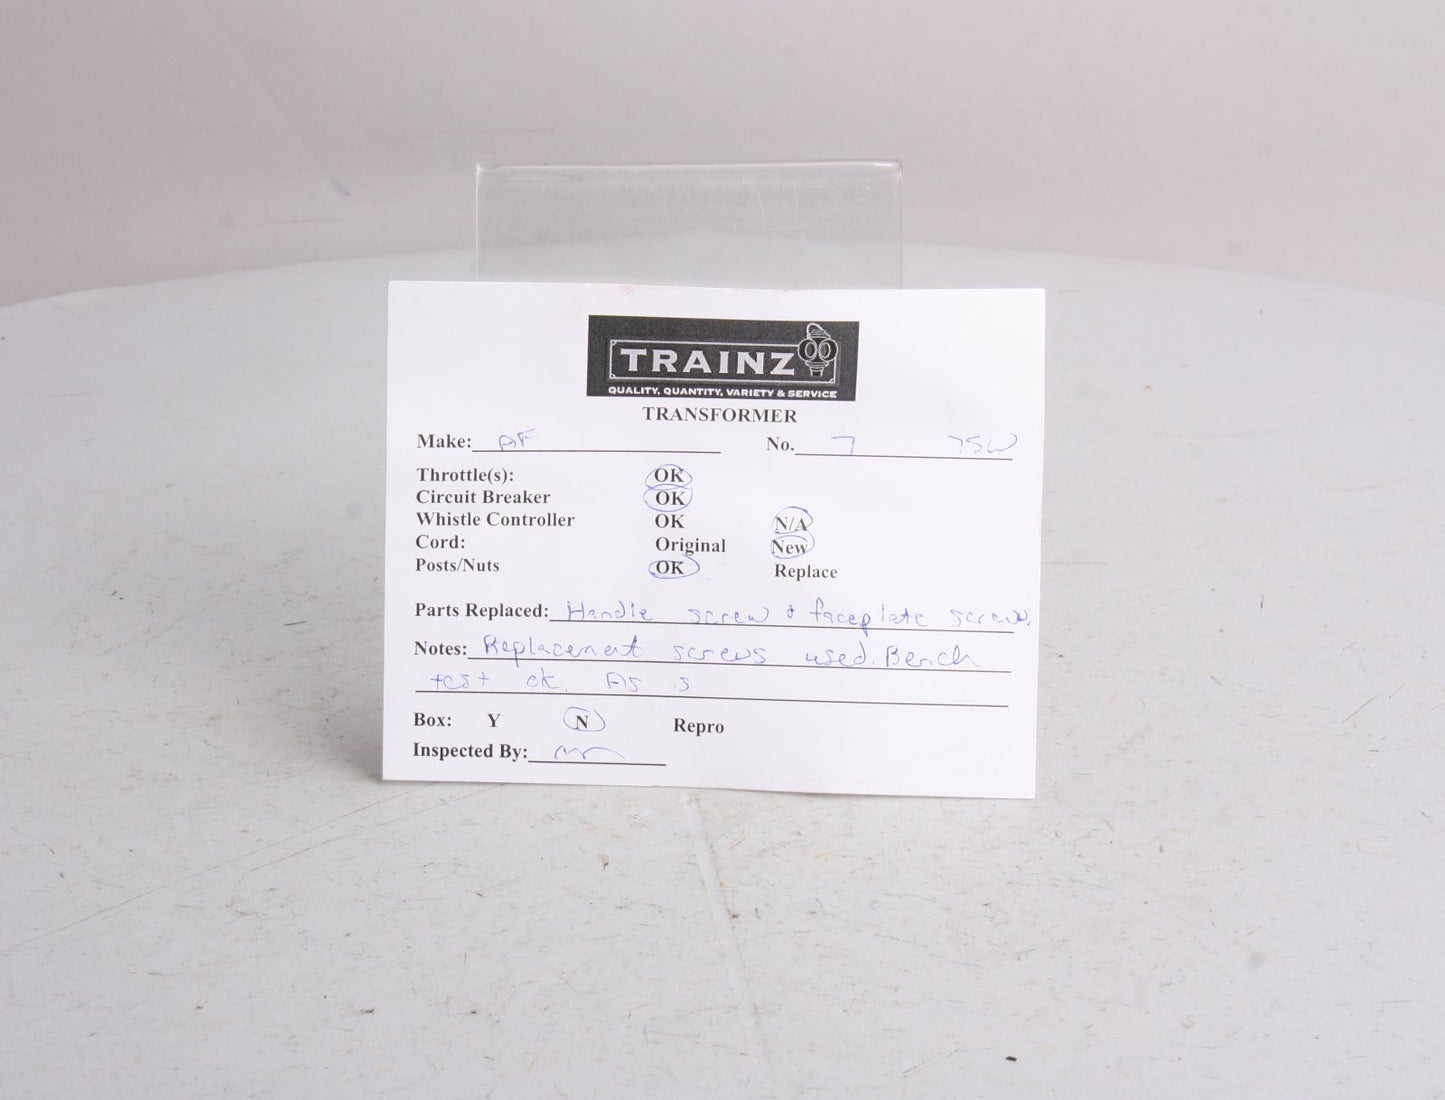 TRAINZ
QUALITY, QUANTITY, VARIETY & SERVICE
TRANSFORMER
Make: AF No. 7 75W
Throttle(s): OK
Circuit Breaker OK
Whistle Controller OK N/A
Cord: Original New
Posts/Nuts OK Replace
Parts Replaced: Handle screw & faceplate screws.
Notes: Replacement screws used. Bench
test ok. As is
Box: Y N Repro
Inspected By: